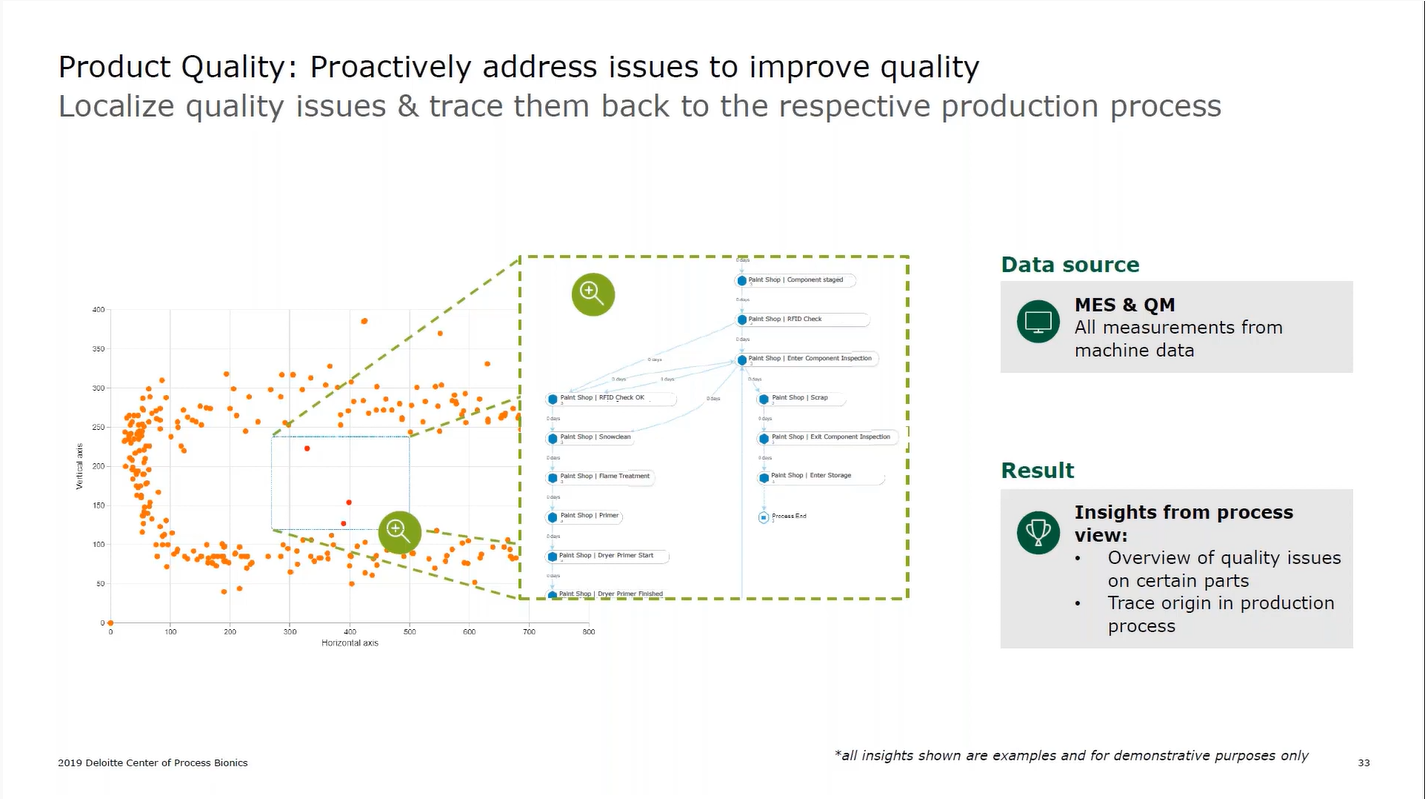 Product Quality: Proactively address issues to improve quality
Localize quality issues & trace them back to the respective production process
400
350
300
250
200
150
100
50
0
Vertical axis
0 100 200 300 400 500 600 700 800
Horizontal axis
0 days
Paint Shop | Component staged
0 days
Paint Shop | RFID Check
0 days
0 days
Paint Shop | Enter Component Inspection
0 days
Paint Shop | RFID Check OK
0 days
Paint Shop | Scrap
0 days
0 days
Paint Shop | Snowclean
Paint Shop | Exit Component Inspection
0 days
0 days
Paint Shop | Flame Treatment
Paint Shop | Enter Storage
0 days
Paint Shop | Primer
Process End
0 days
Paint Shop | Dryer Primer Start
0 days
Paint Shop | Dryer Primer Finished
Data source
MES & QM
All measurements from
machine data
Result
Insights from process
view:
• Overview of quality issues
on certain parts
• Trace origin in production
process
*all insights shown are examples and for demonstrative purposes only
2019 Deloitte Center of Process Bionics
33